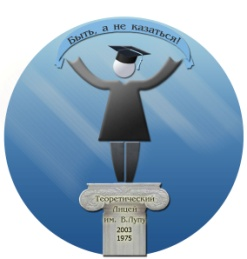 Быть, а не казаться!
Теоретический
Лицей
им. В.Лупу
2003
1975